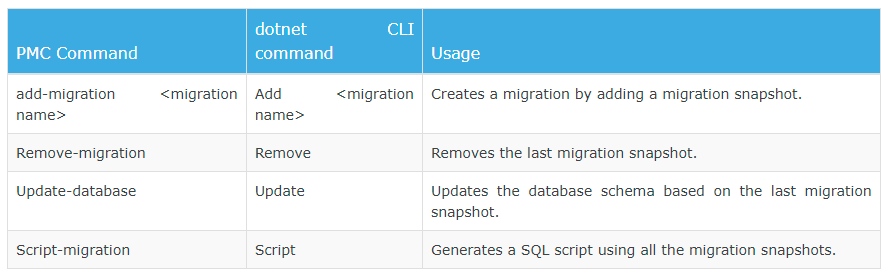 PMC Command
dotnet CLI
command
Usage
add-migration <migration
name>
Add <migration
name>
Creates a migration by adding a migration snapshot.
Remove-migration
Remove
Removes the last migration snapshot.
Update-database
Update
Updates the database schema based on the last migration
snapshot.
Script-migration
Script
Generates a SQL script using all the migration snapshots.